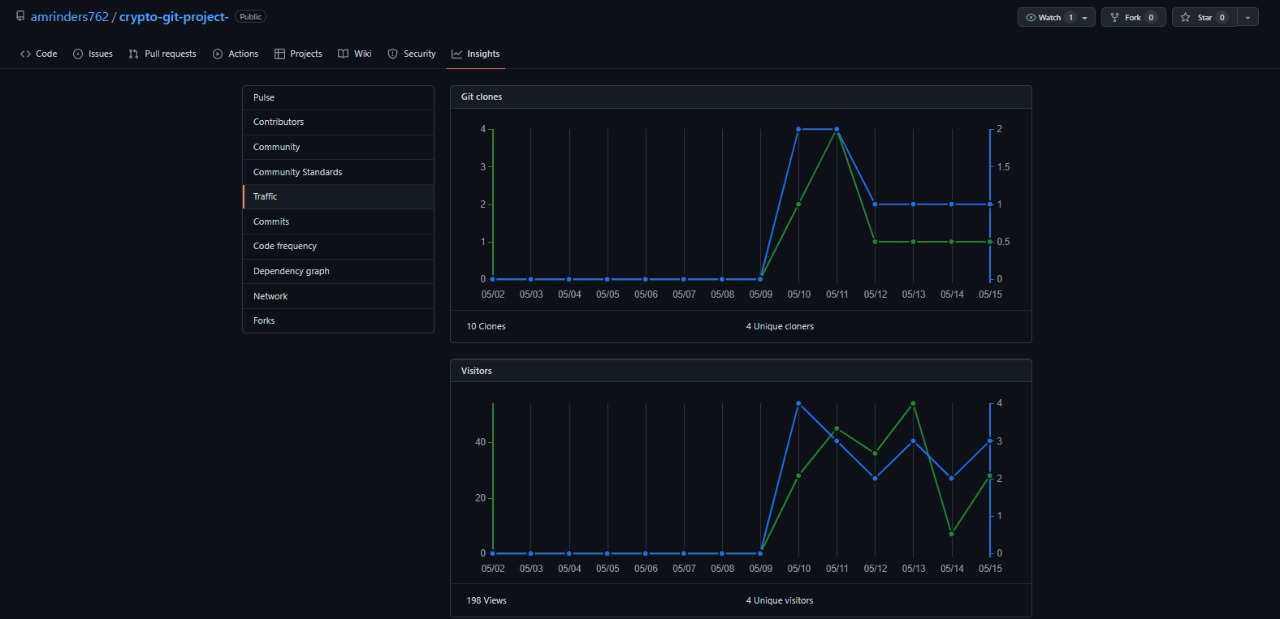 amrinders762 / crypto-git-project- Public
Watch 1 Fork 0 Star 0
Code Issues Pull requests Actions Projects Wiki Security Insights
Pulse
Contributors
Community
Community Standards
Traffic
Commits
Code frequency
Dependency graph
Network
Forks
Git clones
4 2
3 1.5
2 1
1 0.5
0 0
05/02 05/03 05/04 05/05 05/06 05/07 05/08 05/09 05/10 05/11 05/12 05/13 05/14 05/15
10 Clones 4 Unique cloners
Visitors
4
40 3
2
20
1
0 0
05/02 05/03 05/04 05/05 05/06 05/07 05/08 05/09 05/10 05/11 05/12 05/13 05/14 05/15
198 Views 4 Unique visitors